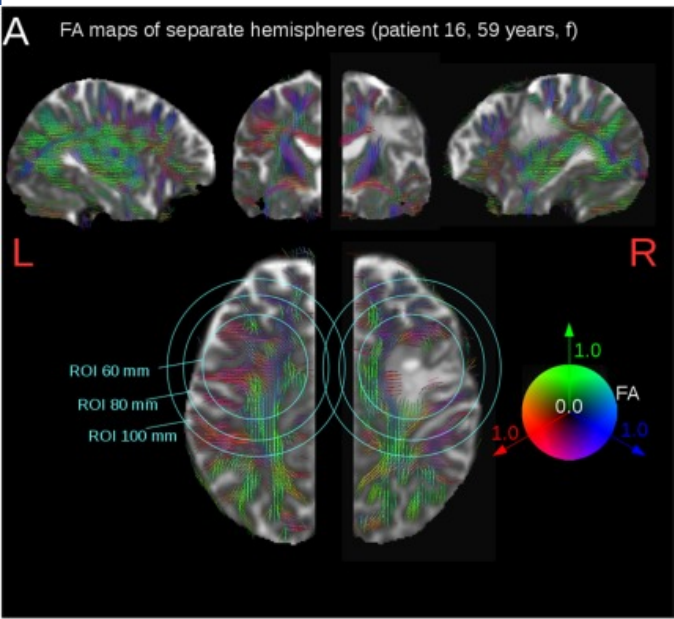 A
FA maps of separate hemispheres (patient 16, 59 years, f)
L
R
ROI 60 mm
ROI 80 mm
ROI 100 mm
1.0
FA
0.0
1.0
1.0